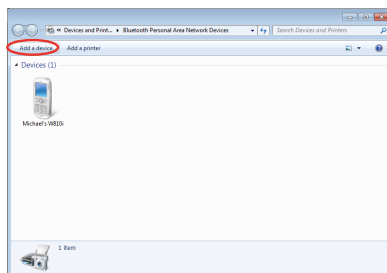 « Devices and Print... ▸ Bluetooth Personal Area Network Devices
Search Devices and Printers
Add a device Add a printer
Devices (1)
Michael's W810i
1 item